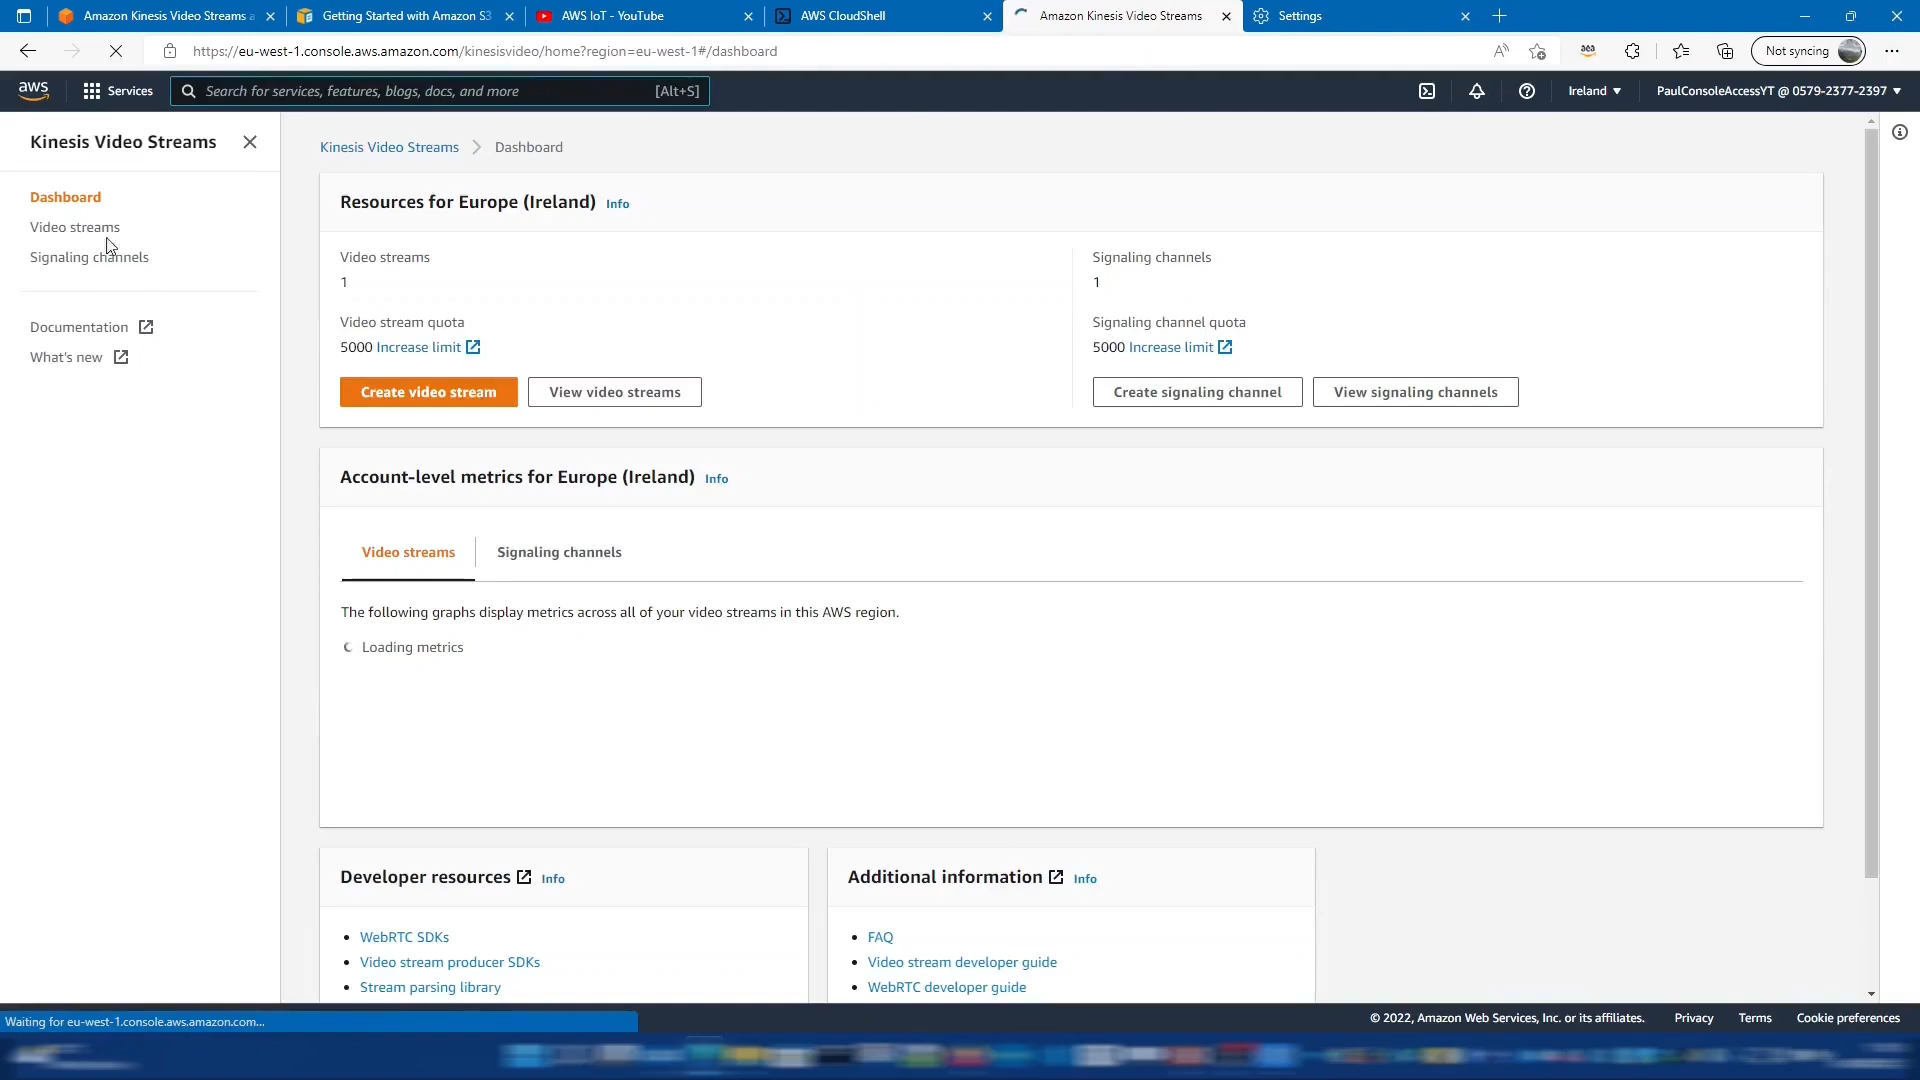 Amazon Kinesis Video Streams a
Getting Started with Amazon S3
AWS IoT - YouTube
AWS CloudShell
Amazon Kinesis Video Streams
Settings
https://eu-west-1.console.aws.amazon.com/kinesisvideo/home?region=eu-west-1#/dashboard
Not syncing
aws
Services
Search for services, features, blogs, docs, and more
[Alt+S]
Ireland
PaulConsoleAccessYT @ 0579-2377-2397
Kinesis Video Streams
Dashboard
Video streams
Signaling channels
Documentation
What's new
Kinesis Video Streams
Dashboard
Resources for Europe (Ireland) Info
Video streams
1
Video stream quota
5000 Increase limit
Create video stream
View video streams
Signaling channels
1
Signaling channel quota
5000 Increase limit
Create signaling channel
View signaling channels
Account-level metrics for Europe (Ireland) Info
Video streams
Signaling channels
The following graphs display metrics across all of your video streams in this AWS region.
Loading metrics
Developer resources Info
WebRTC SDKs
Video stream producer SDKs
Stream parsing library
Additional information Info
FAQ
Video stream developer guide
WebRTC developer guide
Waiting for eu-west-1.console.aws.amazon.com...
© 2022, Amazon Web Services, Inc. or its affiliates.
Privacy
Terms
Cookie preferences